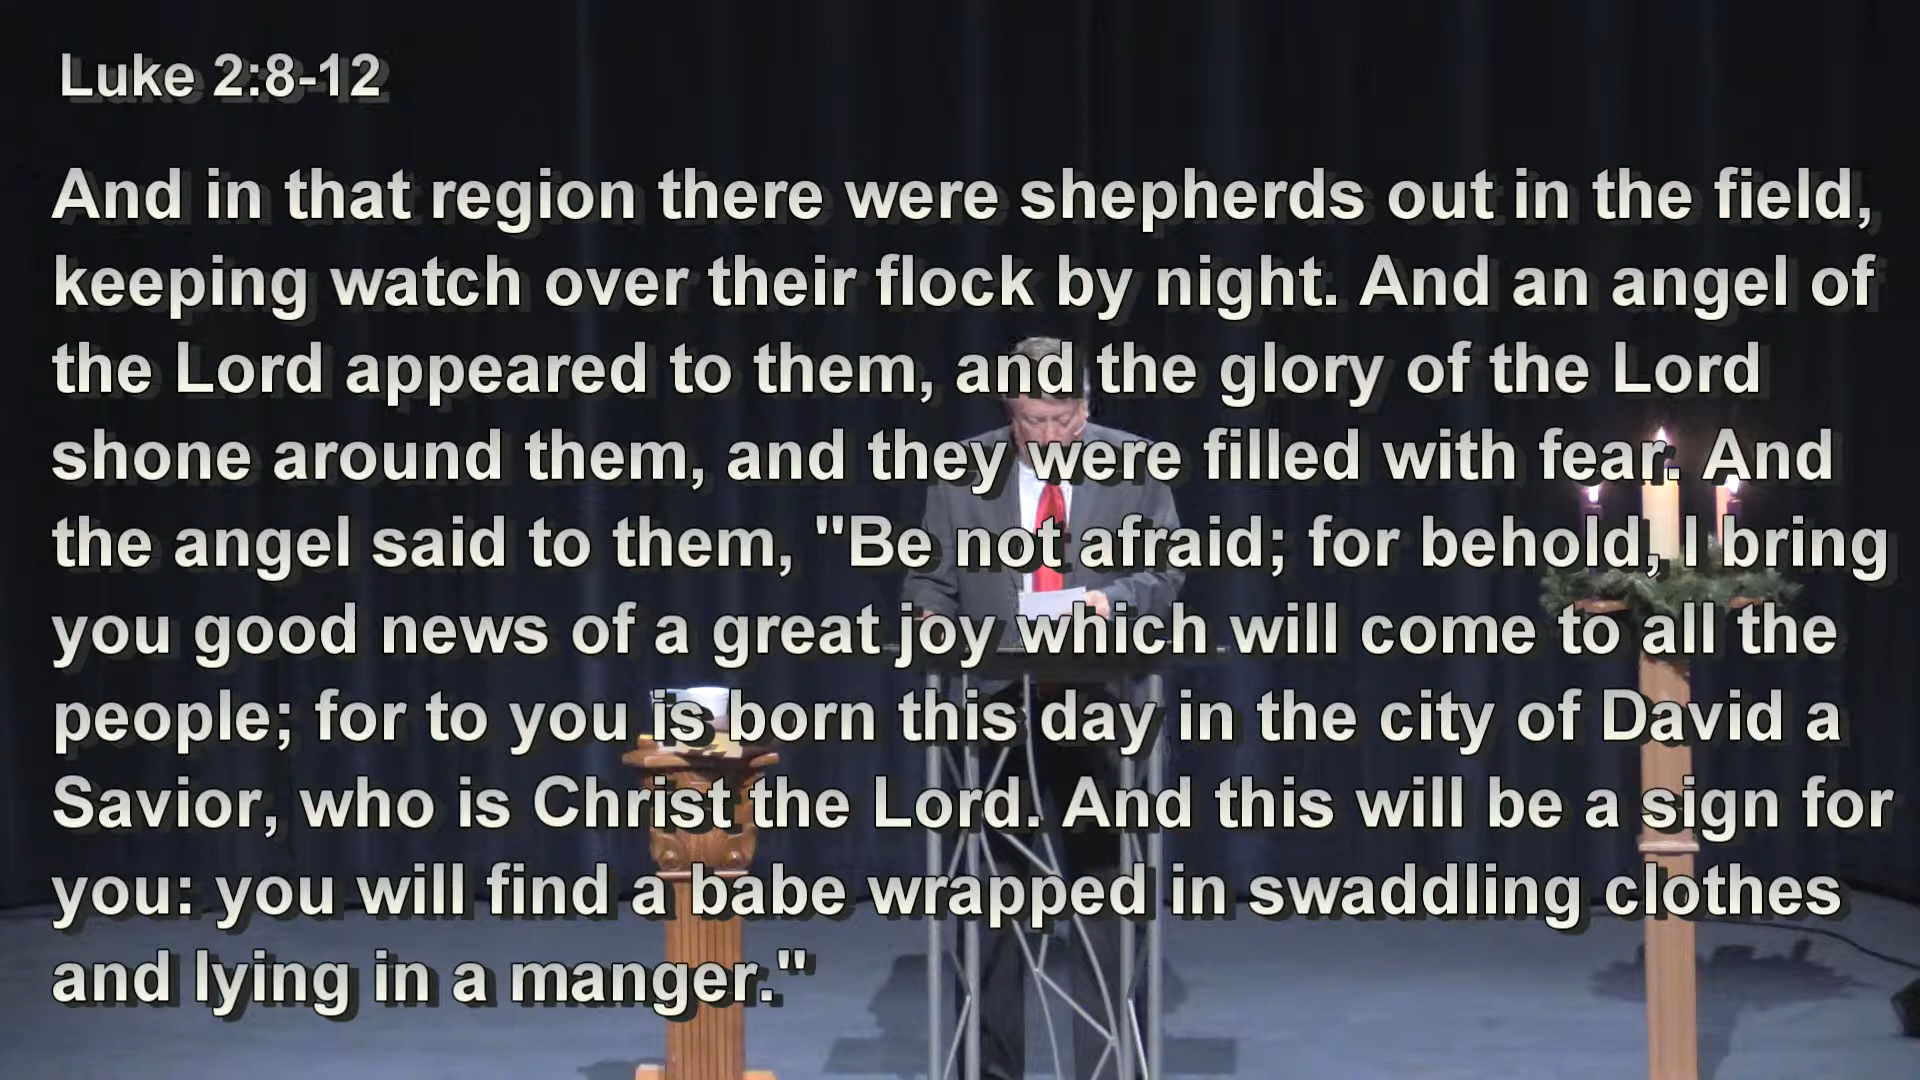 Luke 2:8-12
And in that region there were shepherds out in the field,
keeping watch over their flock by night. And an angel of
the Lord appeared to them, and the glory of the Lord
shone around them, and they were filled with fear. And
the angel said to them, "Be not afraid; for behold, I bring
you good news of a great joy which will come to all the
people; for to you is born this day in the city of David a
Savior, who is Christ the Lord. And this will be a sign for
you: you will find a babe wrapped in swaddling clothes
and lying in a manger."